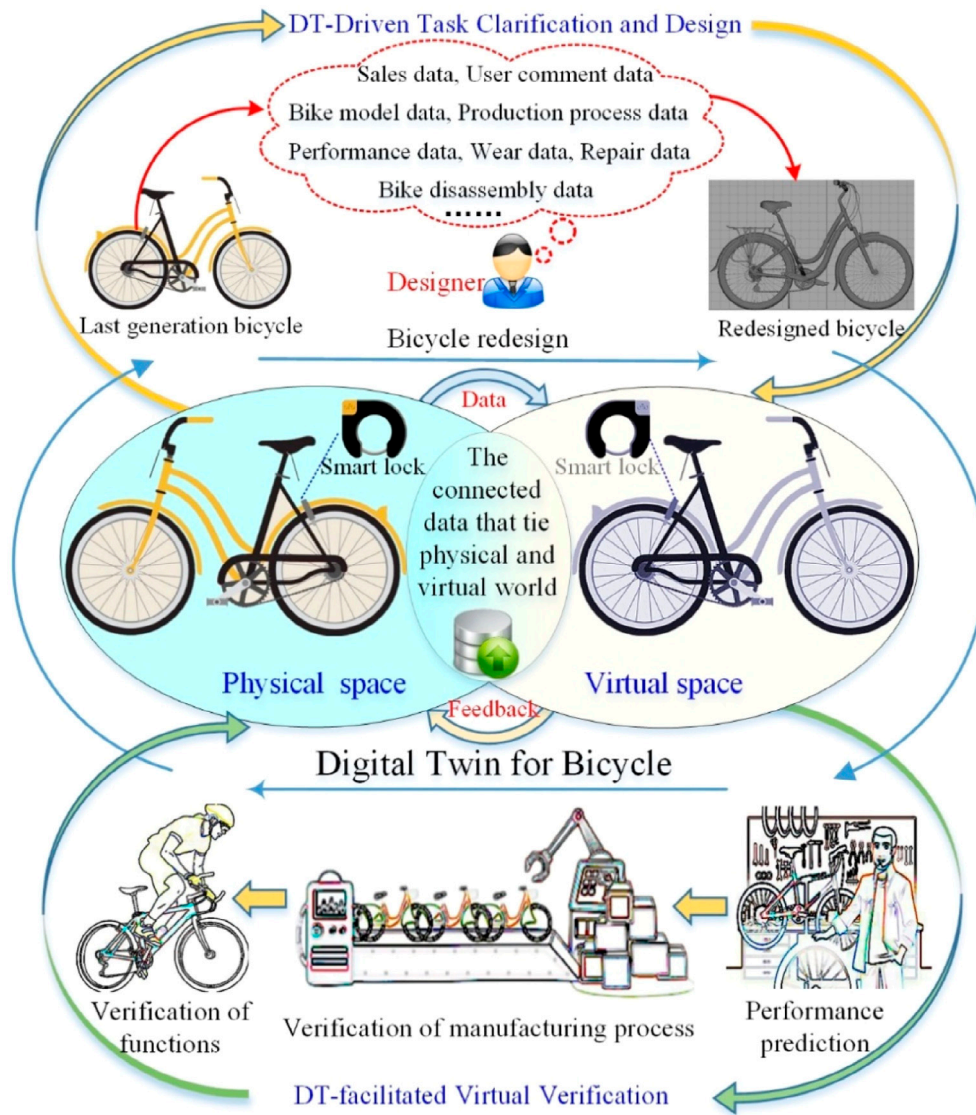 DT-Driven Task Clarification and Design
Sales data, User comment data
Bike model data, Production process data
Performance data, Wear data, Repair data
Bike disassembly data
......
Designer
Last generation bicycle
Bicycle redesign
Redesigned bicycle
Data
Smart lock
Smart lock
The
connected
data that tie
physical and
virtual world
Physical space
Virtual space
Feedback
Digital Twin for Bicycle
Verification of
functions
Verification of manufacturing process
Performance
prediction
DT-facilitated Virtual Verification